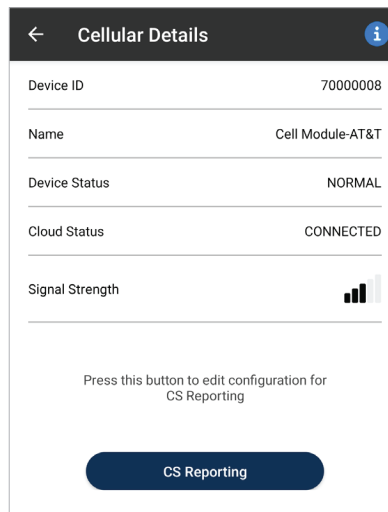 Cellular Details
i
Device ID 70000008
Name Cell Module-AT&T
Device Status NORMAL
Cloud Status CONNECTED
Signal Strength
Press this button to edit configuration for
CS Reporting
CS Reporting